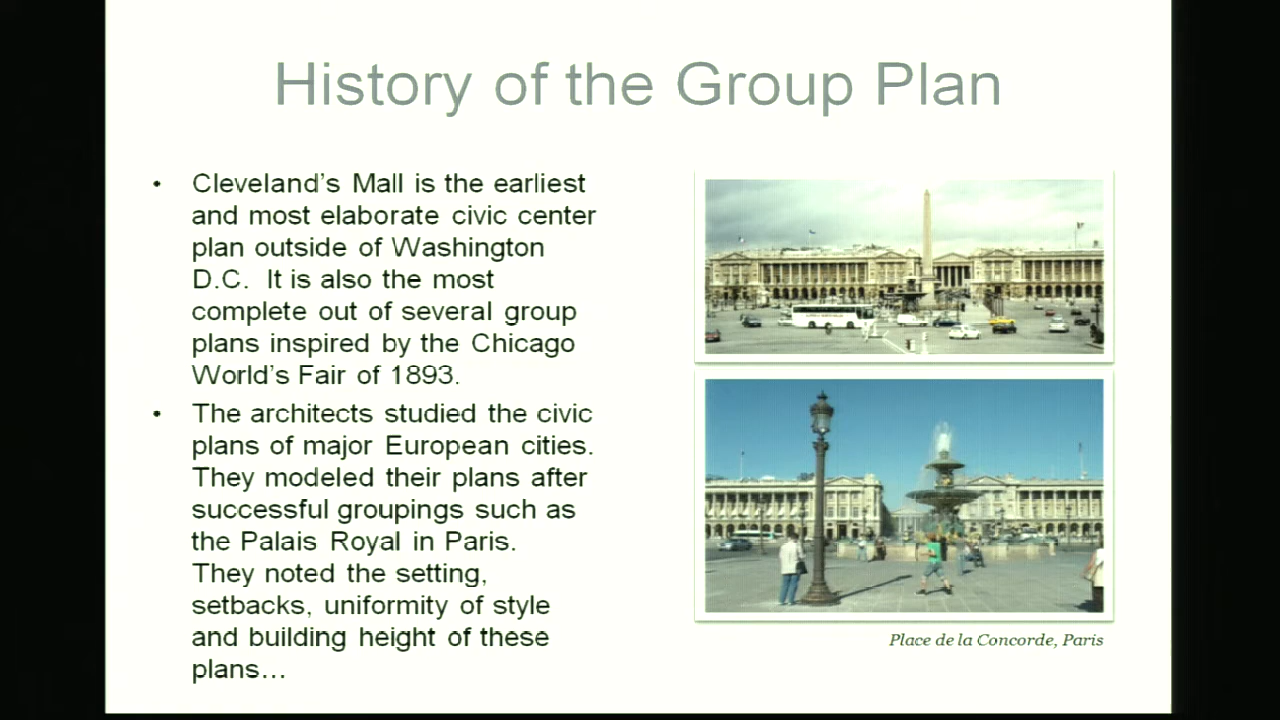 History of the Group Plan
• Cleveland's Mall is the earliest
and most elaborate civic center
plan outside of Washington
D.C.  It is also the most
complete out of several group
plans inspired by the Chicago
World's Fair of 1893.
• The architects studied the civic
plans of major European cities.
They modeled their plans after
successful groupings such as
the Palais Royal in Paris.
They noted the setting,
setbacks, uniformity of style
and building height of these
plans...
Place de la Concorde, Paris